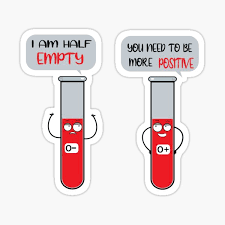 I AM HALF
EMPTY
O-
YOU NEED TO BE
MORE POSITIVE
O+